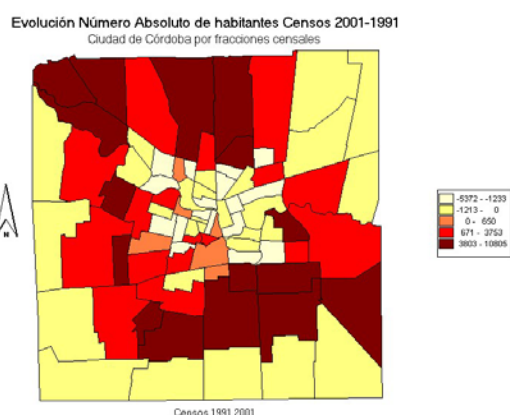 Evolución Número Absoluto de habitantes Censos 2001-1991
Ciudad de Córdoba por fracciones censales
N
-5372 - -1233
-1213 - 0
0 - 650
671 - 3753
3803 - 10805
Censos 1991 2001